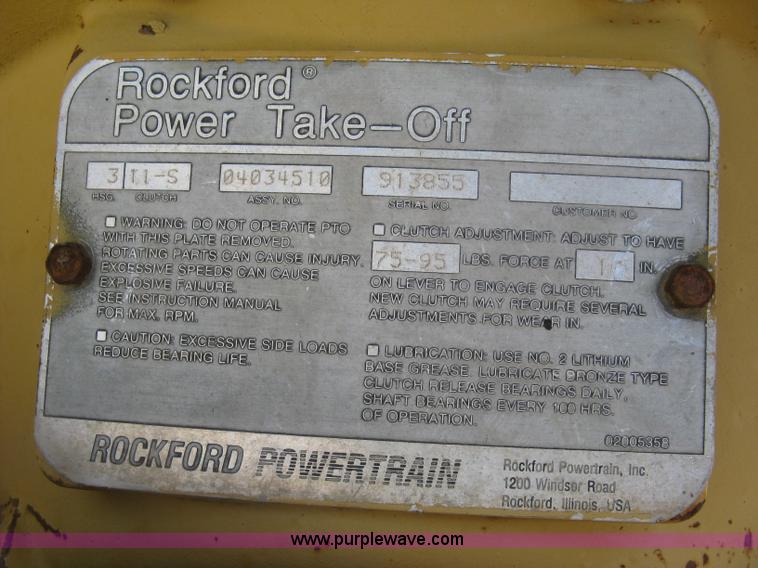 Rockford®
Power Take-Off
3 11-S 04034510 913855
HSG. CLUTCH ASSY. NO. SERIAL NO. CUSTOMER NO.
WARNING: DO NOT OPERATE PTO
WITH THIS PLATE REMOVED.
ROTATING PARTS CAN CAUSE INJURY.
EXCESSIVE SPEEDS CAN CAUSE
EXPLOSIVE FAILURE.
SEE INSTRUCTION MANUAL
FOR MAX. RPM.
CAUTION: EXCESSIVE SIDE LOADS
REDUCE BEARING LIFE.
CLUTCH ADJUSTMENT: ADJUST TO HAVE
75-95 LBS. FORCE AT IN.
ON LEVER TO ENGAGE CLUTCH.
NEW CLUTCH MAY REQUIRE SEVERAL
ADJUSTMENTS FOR WEAR IN.
LUBRICATION: USE NO. 2 LITHIUM
BASE GREASE. LUBRICATE BRONZE TYPE
CLUTCH RELEASE BEARINGS DAILY,
SHAFT BEARINGS EVERY 100 HRS.
OF OPERATION.
02005358
ROCKFORD POWERTRAIN
Rockford Powertrain, Inc.
1200 Windsor Road
Rockford, Illinois, USA
www.purplewave.com